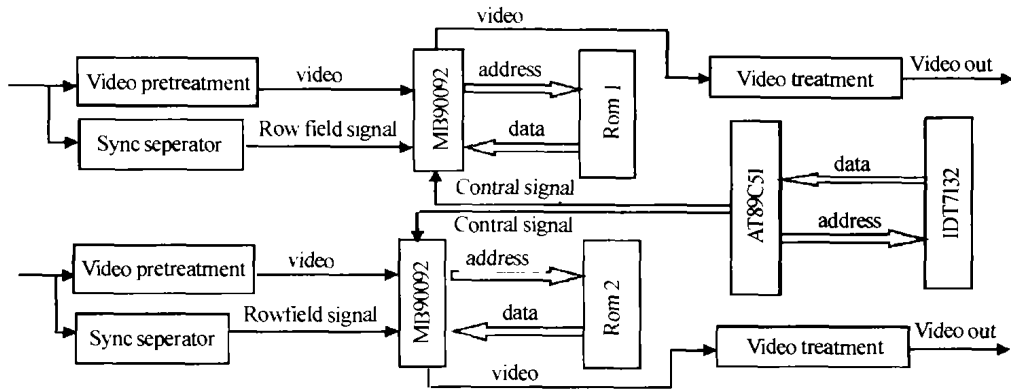 video
Video pretreatment
video
MB90092
address
Rom 1
data
Video treatment
Video out
Sync seperator
Row field signal
Contral signal
AT89C51
data
address
IDT7132
Contral signal
Video pretreatment
video
MB90092
address
Rom 2
data
Sync seperator
Rowfield signal
video
Video treatment
Video out